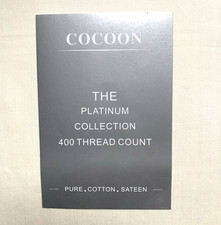 COCOON
THE
PLATINUM
COLLECTION
400 THREAD COUNT
PURE , COTTON , SATEEN